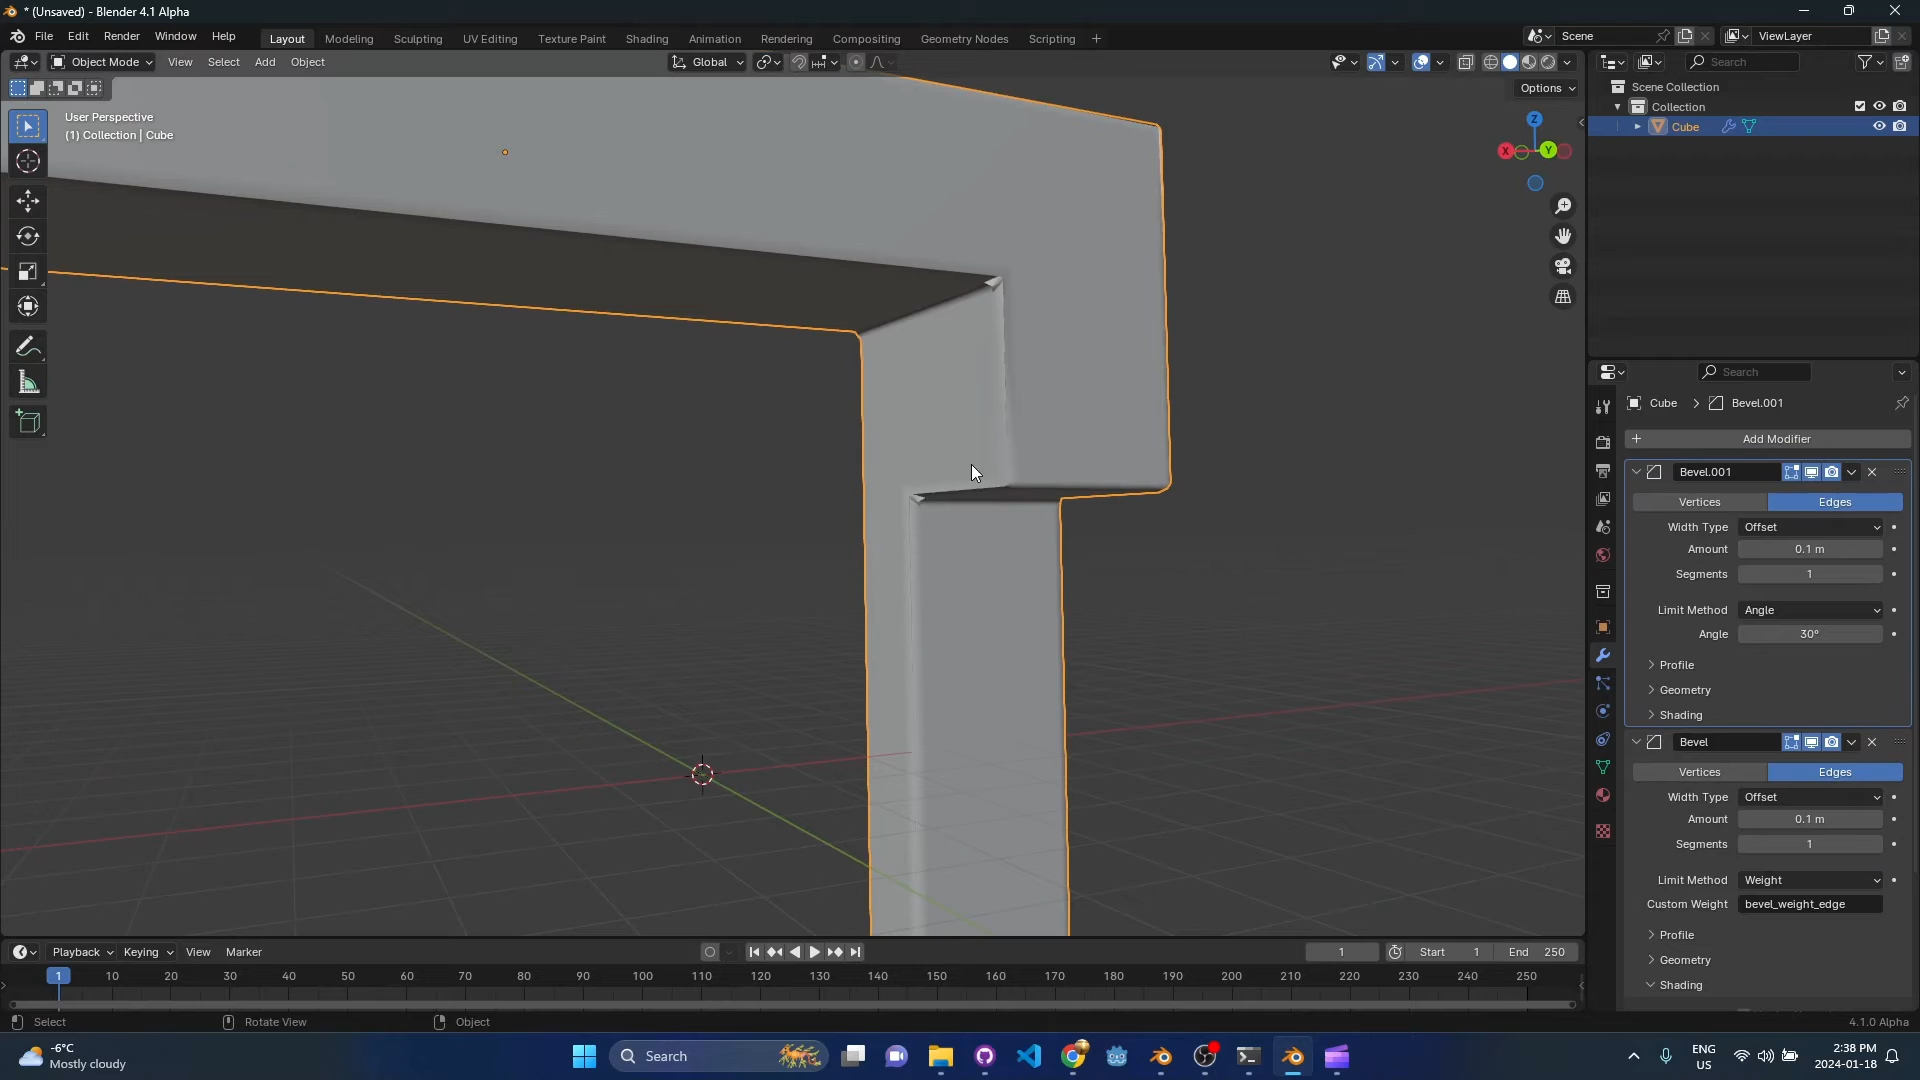 * (Unsaved) - Blender 4.1 Alpha
File Edit Render Window Help
Layout Modeling Sculpting UV Editing Texture Paint Shading Animation Rendering Compositing Geometry Nodes Scripting +
Scene
ViewLayer
Object Mode View Select Add Object
Global
Search
Options
User Perspective
(1) Collection | Cube
Z
X
Y
Scene Collection
Collection
Cube
Search
Cube > Bevel.001
+ Add Modifier
Bevel.001
Vertices Edges
Width Type Offset
Amount 0.1 m
Segments 1
Limit Method Angle
Angle 30°
Profile
Geometry
Shading
Bevel
Vertices Edges
Width Type Offset
Amount 0.1 m
Segments 1
Limit Method Weight
Custom Weight bevel_weight_edge
Profile
Geometry
Shading
Playback Keying View Marker
1
Start 1
End 250
1 10 20 30 40 50 60 70 80 90 100 110 120 130 140 150 160 170 180 190 200 210 220 230 240 250
Select Rotate View Object
4.1.0 Alpha
-6°C
Mostly cloudy
Search
ENG
US
2:38 PM
2024-01-18